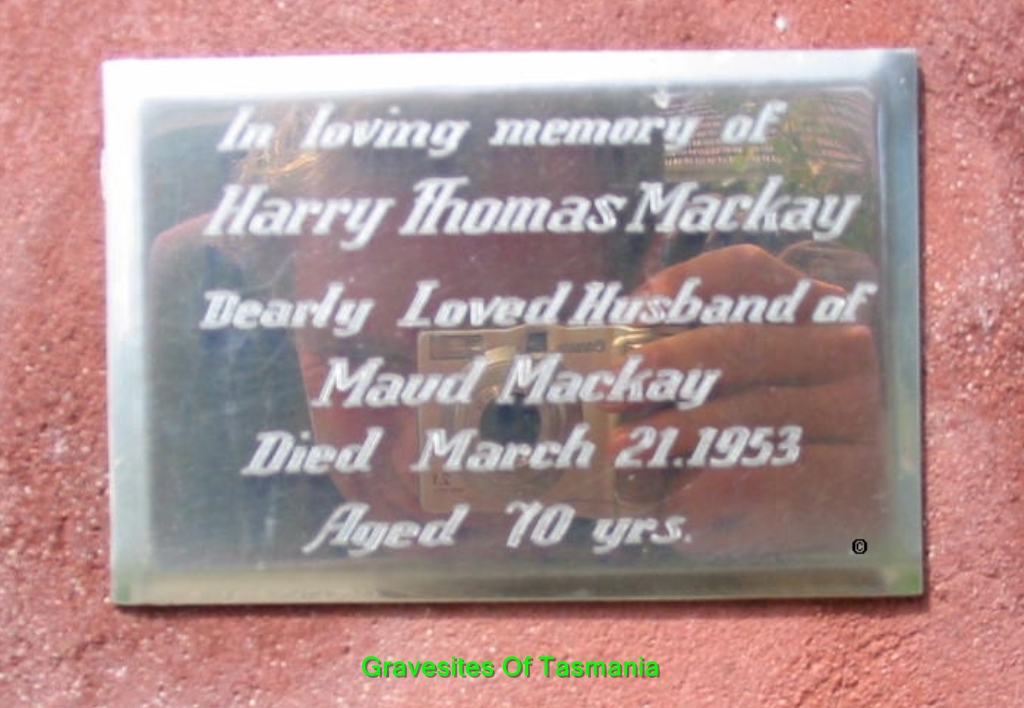 In loving memory of
Harry Thomas Mackay
Dearly Loved Husband of
Maud Mackay
Died March 21.1953
Aged 70 yrs.
©
Gravesites Of Tasmania